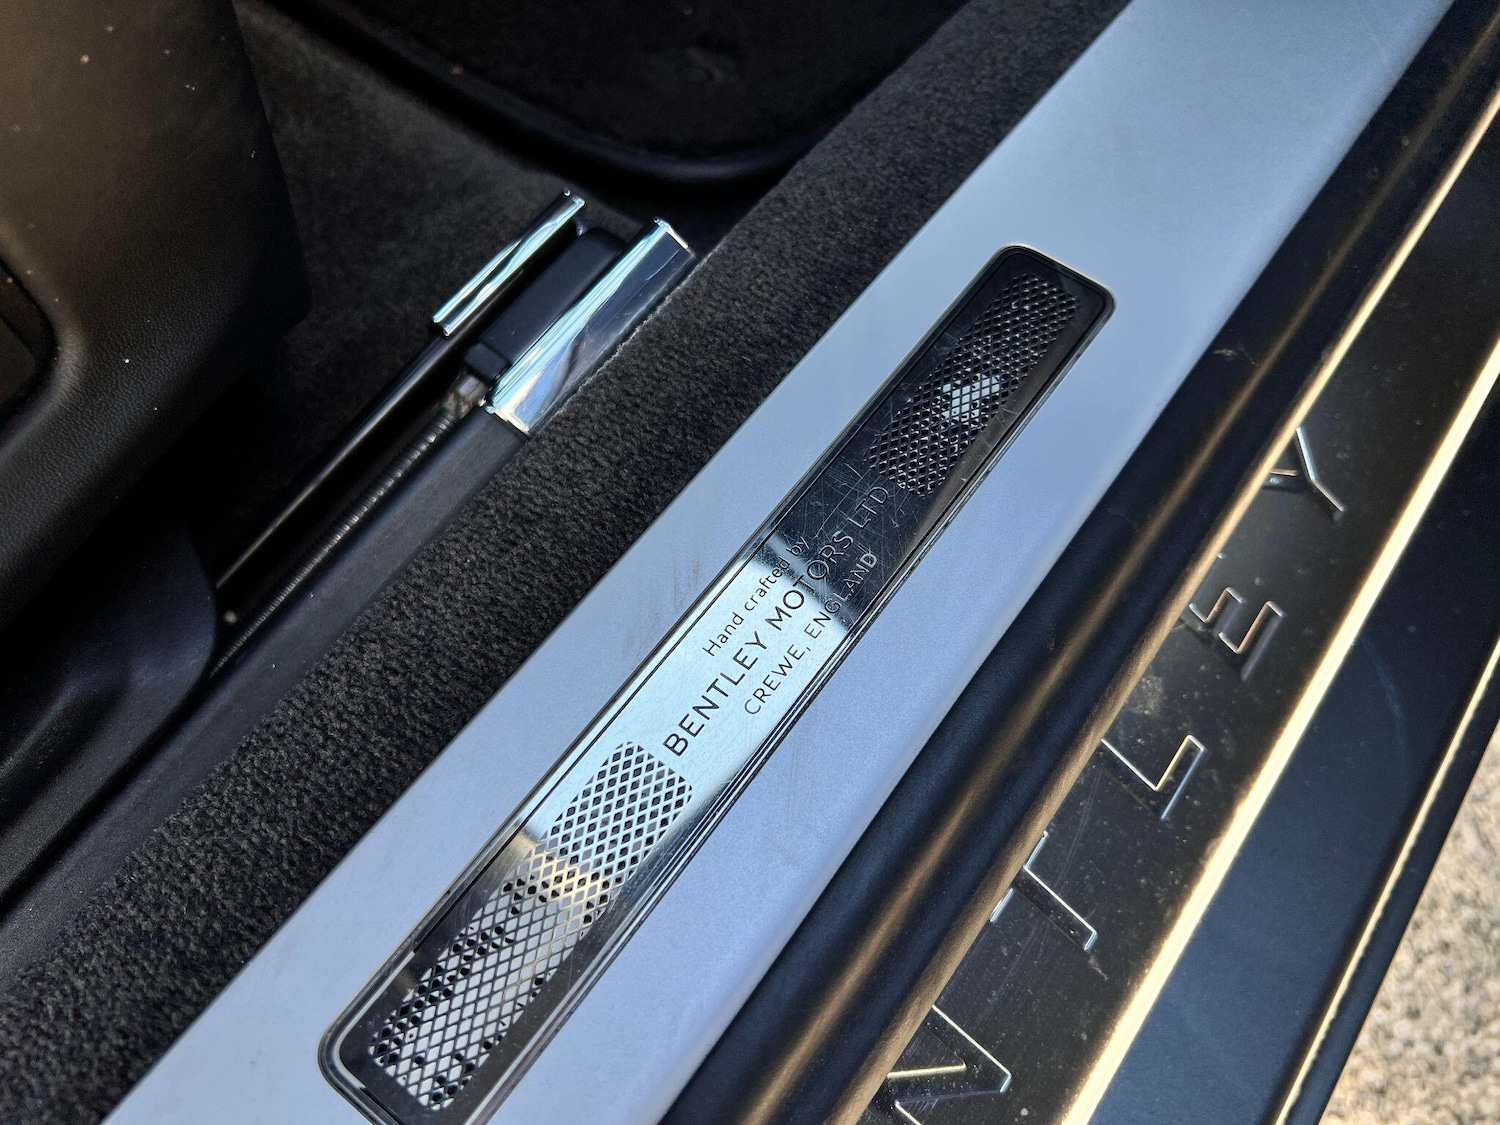 Hand crafted by
BENTLEY MOTORS LTD
CREWE, ENGLAND
NTLEY